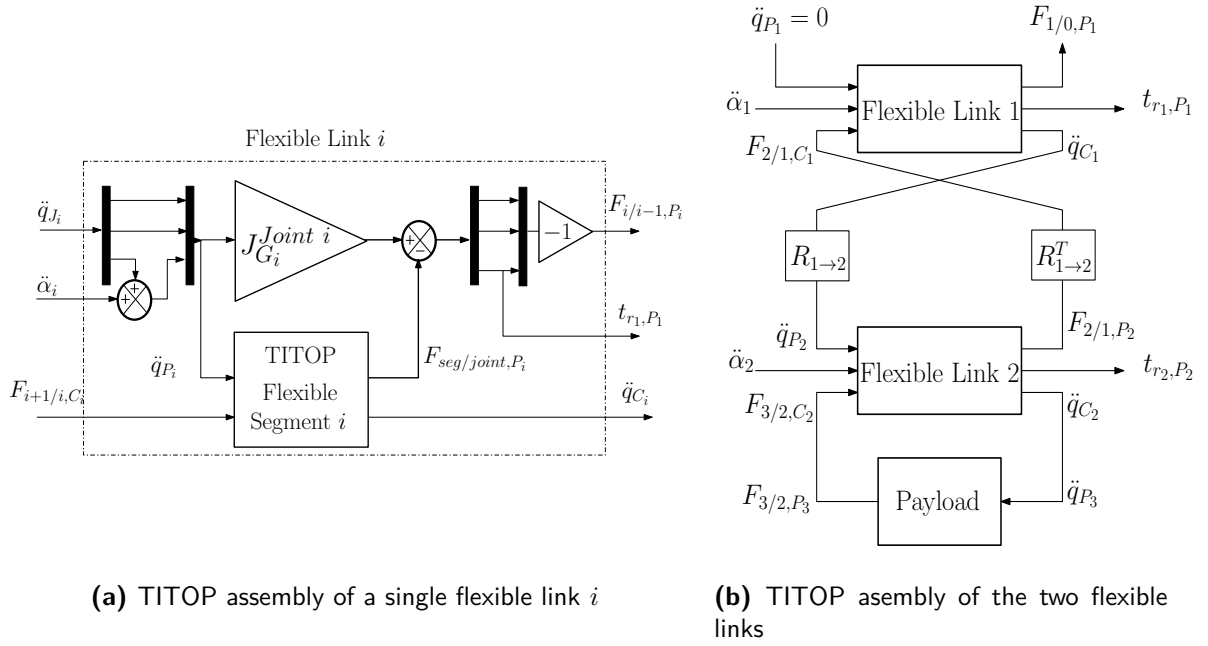 Flexible Link i
q̈_{J_i}
α̈_i
+
+
J_{G_i}^{Joint i}
+
−
−1
F_{i/i−1,P_i}
t_{r_1,P_1}
q̈_{P_i}
TITOP
Flexible
Segment i
F_{seg/joint,P_i}
F_{i+1/i,C_i}
q̈_{C_i}
(a) TITOP assembly of a single flexible link i
q̈_{P_1} = 0
F_{1/0,P_1}
α̈_1
Flexible Link 1
t_{r_1,P_1}
F_{2/1,C_1}
q̈_{C_1}
R_{1→2}
R_{1→2}^T
q̈_{P_2}
F_{2/1,P_2}
α̈_2
Flexible Link 2
t_{r_2,P_2}
F_{3/2,C_2}
q̈_{C_2}
F_{3/2,P_3}
Payload
q̈_{P_3}
(b) TITOP asembly of the two flexible
links